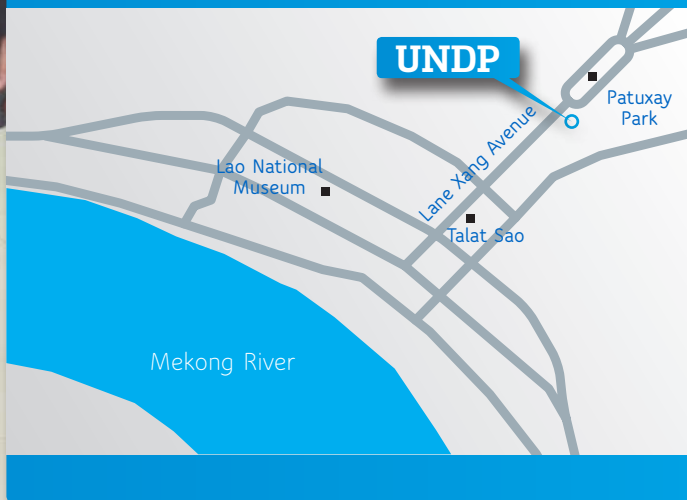 UNDP
Patuxay
Park
Lane Xang Avenue
Lao National
Museum
Talat Sao
Mekong River